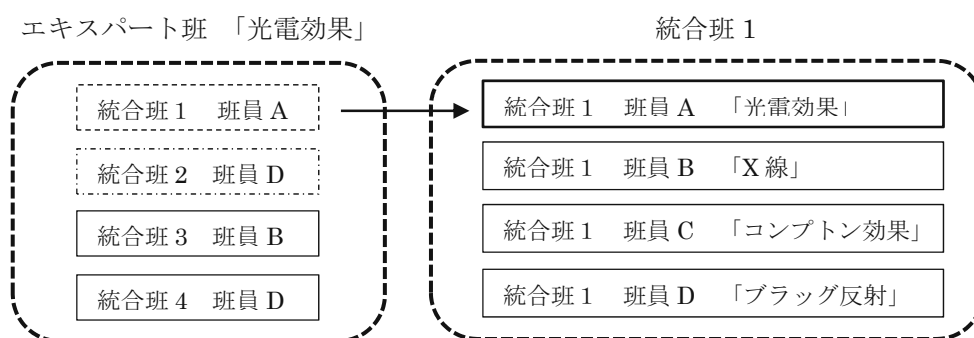 エキスパート班 「光電効果」
統合班1 班員A
統合班2 班員D
統合班3 班員B
統合班4 班員D
統合班1
統合班1 班員A 「光電効果」
統合班1 班員B 「X線」
統合班1 班員C 「コンプトン効果」
統合班1 班員D 「ブラッグ反射」